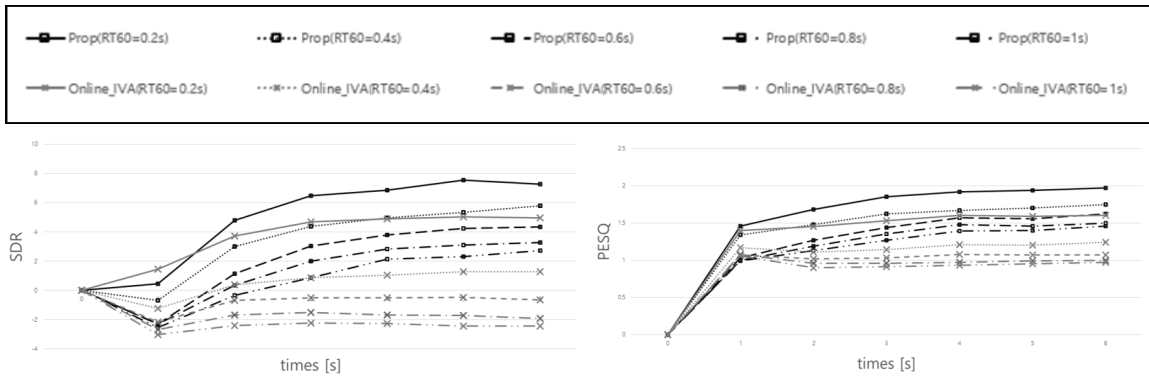 Prop(RT60=0.2s) Prop(RT60=0.4s) Prop(RT60=0.6s) Prop(RT60=0.8s) Prop(RT60=1s)
Online_IVA(RT60=0.2s) Online_IVA(RT60=0.4s) Online_IVA(RT60=0.6s) Online_IVA(RT60=0.8s) Online_IVA(RT60=1s)
SDR
10
8
6
4
2
0
-2
-4
0
times [s]
PESQ
2.5
2
1.5
1
0.5
0
0 1 2 3 4 5 6
times [s]